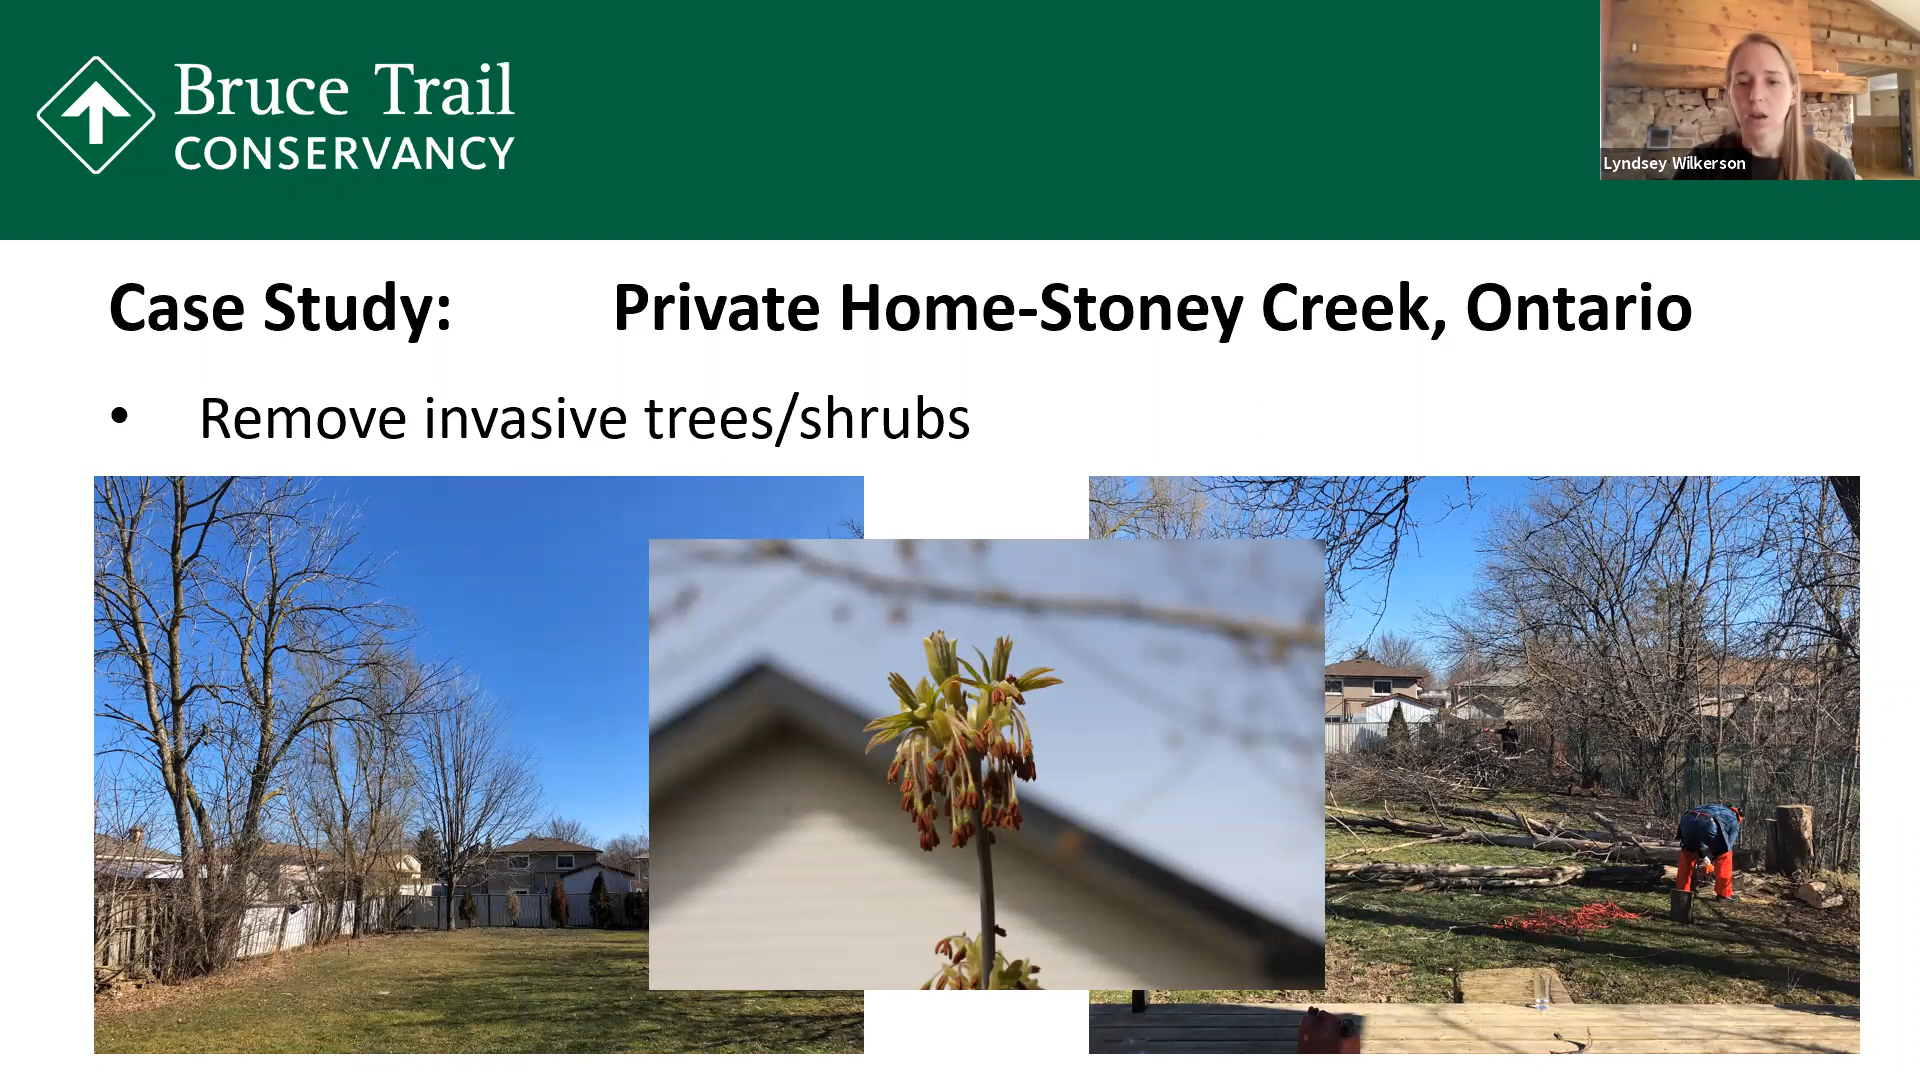 Bruce Trail
CONSERVANCY
Lyndsey Wilkerson
Case Study: Private Home-Stoney Creek, Ontario
• Remove invasive trees/shrubs